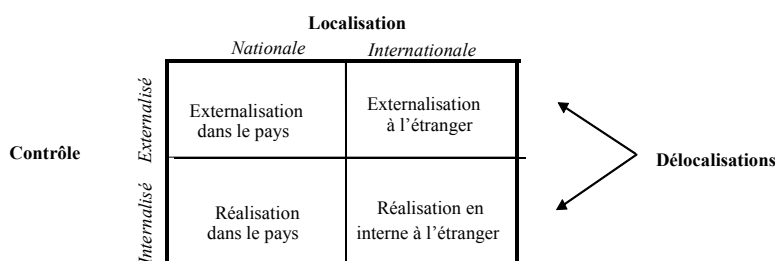 Localisation
Nationale Internationale
Externalisé
Externalisation
dans le pays
Externalisation
à l’étranger
Contrôle
Délocalisations
Internalisé
Réalisation
dans le pays
Réalisation en
interne à l’étranger